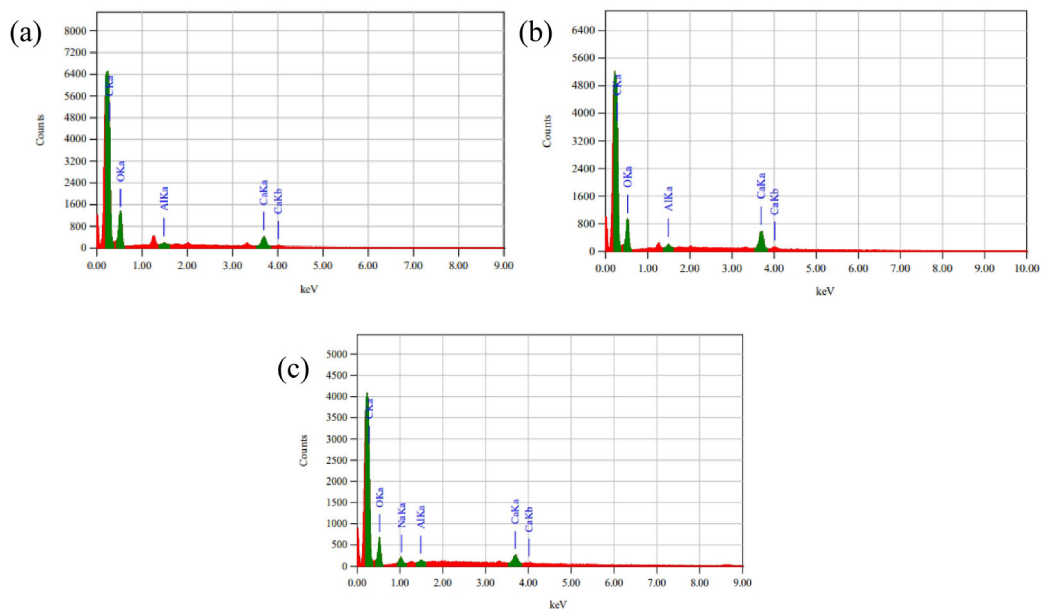 (a)
8000
7200
6400
5600
4800
4000
3200
2400
1600
800
0
Counts
CKa
OKa
AlKa
CaKa
CaKb
0.00 1.00 2.00 3.00 4.00 5.00 6.00 7.00 8.00 9.00
keV
(b)
6400
5600
4800
4000
3200
2400
1600
800
0
Counts
CKa
OKa
AlKa
CaKa
CaKb
0.00 1.00 2.00 3.00 4.00 5.00 6.00 7.00 8.00 9.00 10.00
keV
(c)
5000
4500
4000
3500
3000
2500
2000
1500
1000
500
0
Counts
CKa
OKa
NaKa
AlKa
CaKa
CaKb
0.00 1.00 2.00 3.00 4.00 5.00 6.00 7.00 8.00 9.00
keV